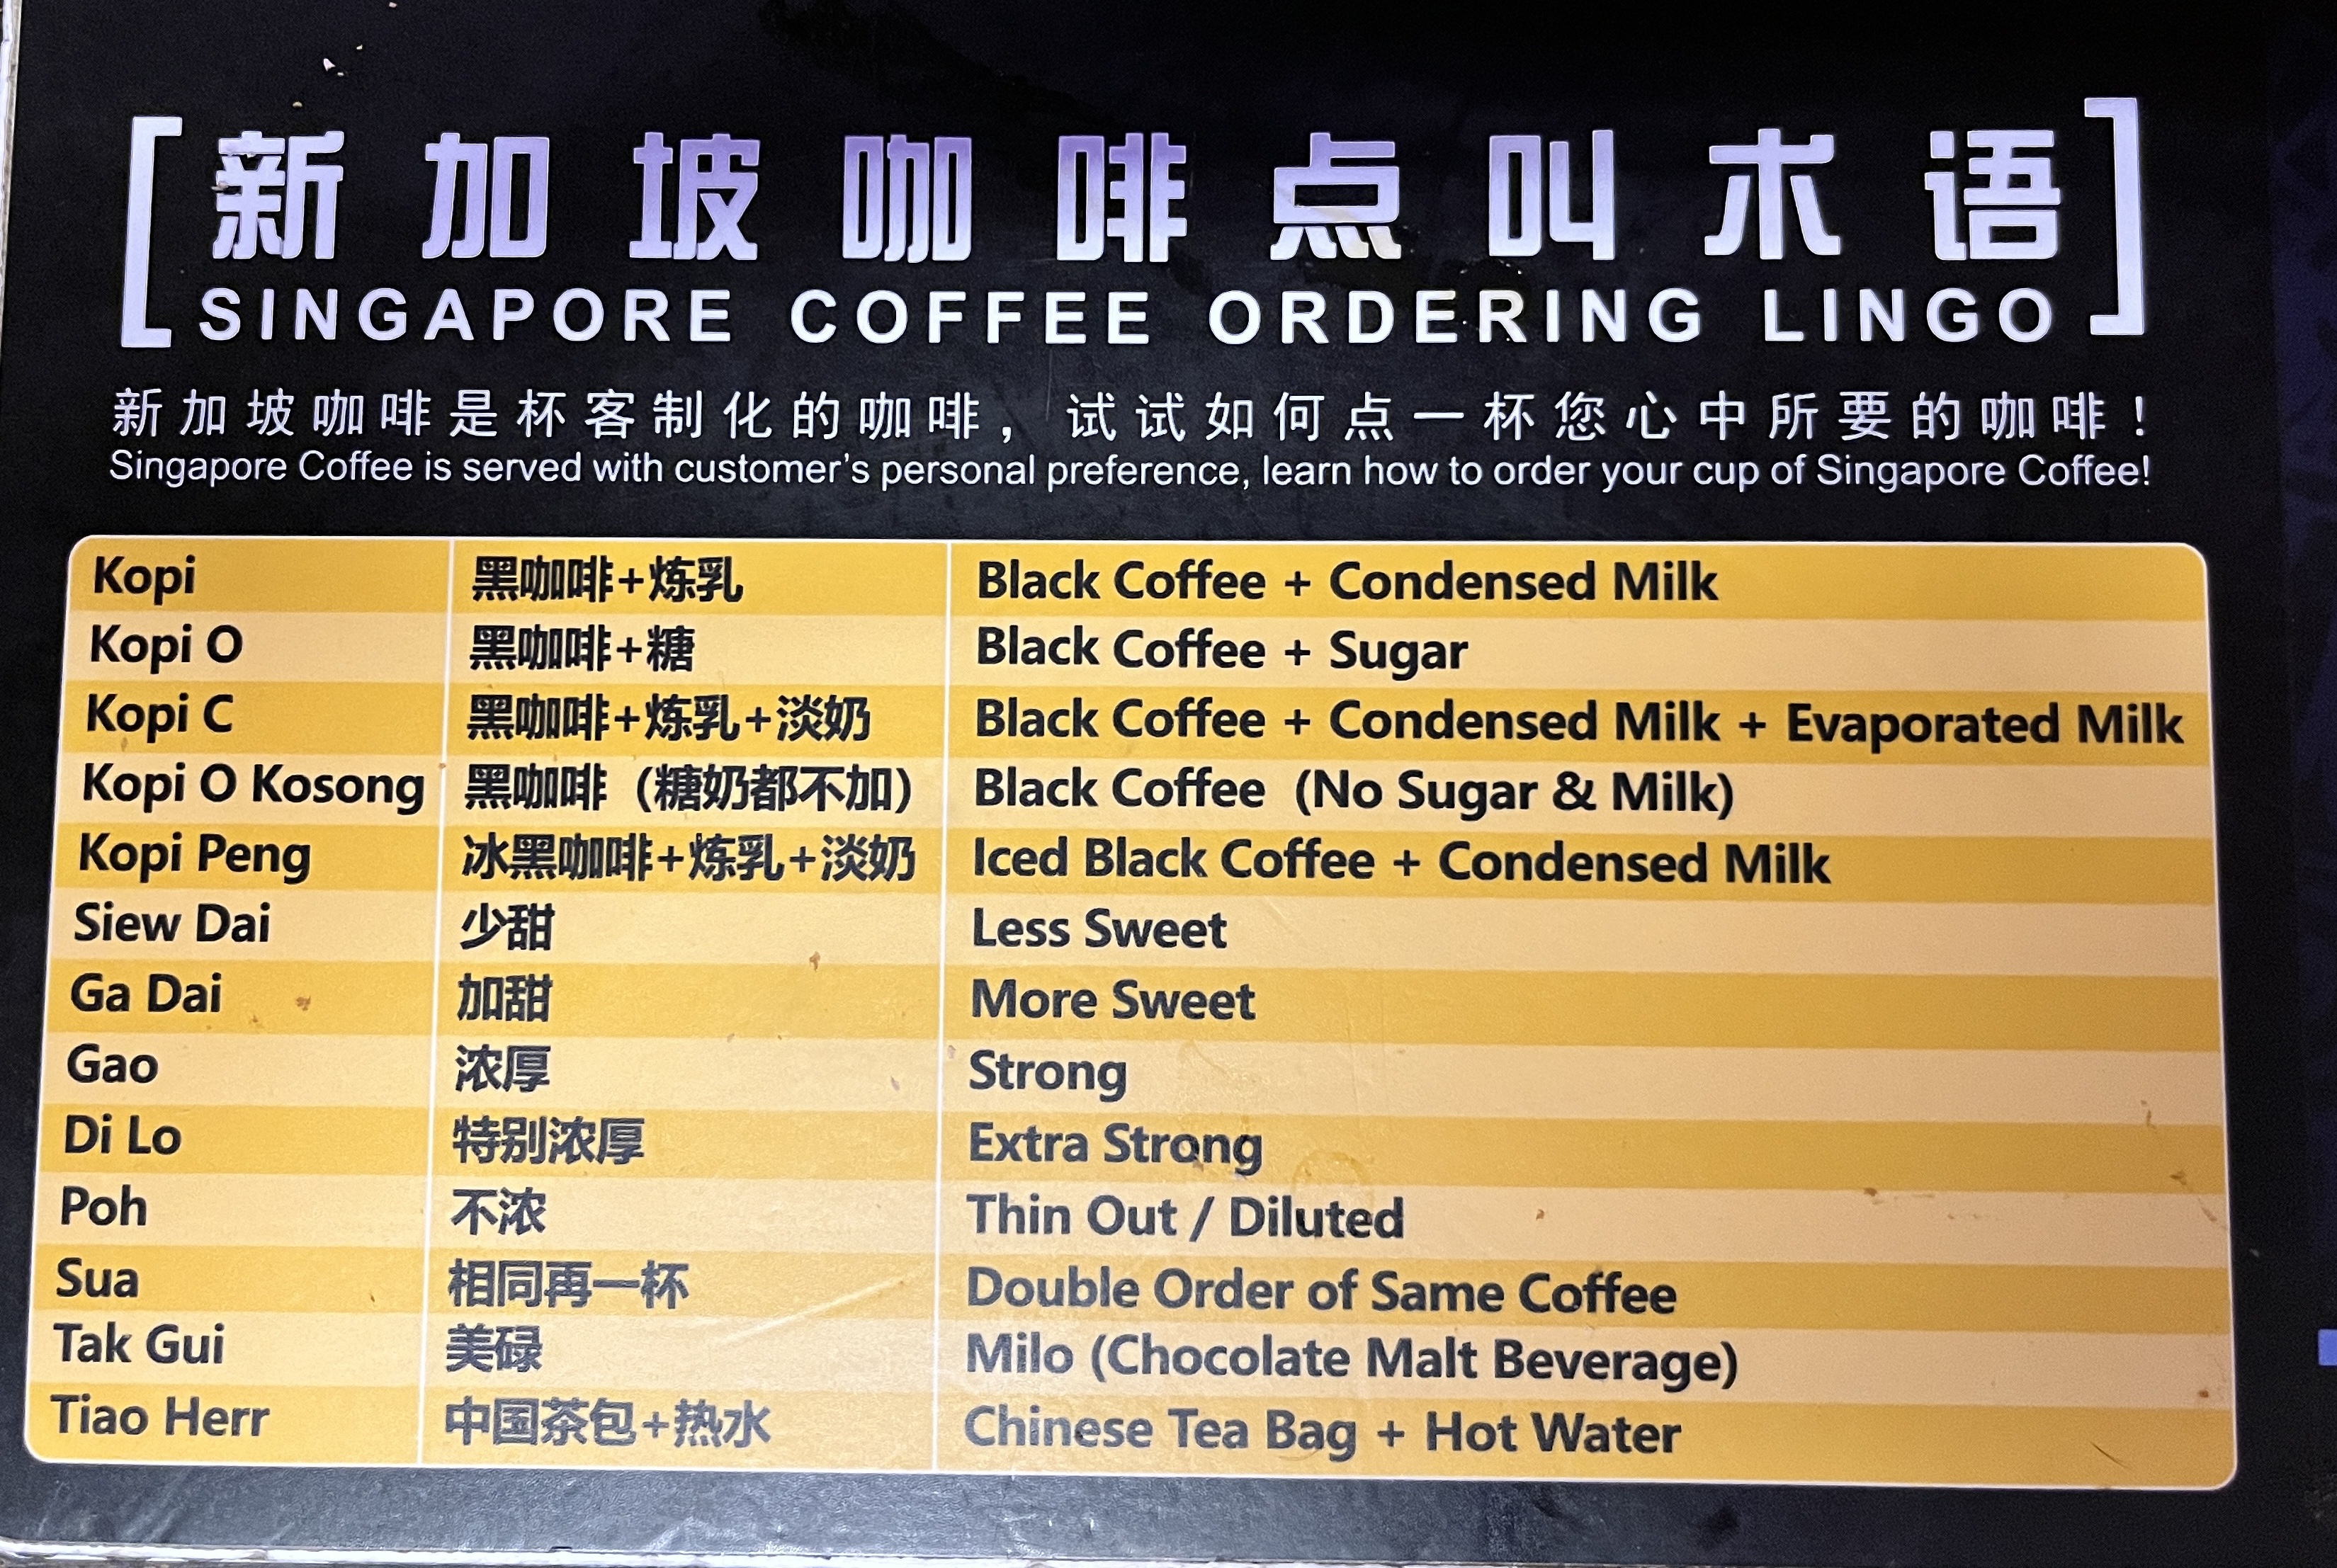 新加坡咖啡点叫术语
SINGAPORE COFFEE ORDERING LINGO
新加坡咖啡是杯客制化的咖啡，试试如何点一杯您心中所要的咖啡！
Singapore Coffee is served with customer's personal preference, learn how to order your cup of Singapore Coffee!
Kopi 黑咖啡+炼乳 Black Coffee + Condensed Milk
Kopi O 黑咖啡+糖 Black Coffee + Sugar
Kopi C 黑咖啡+炼乳+淡奶 Black Coffee + Condensed Milk + Evaporated Milk
Kopi O Kosong 黑咖啡（糖奶都不加） Black Coffee (No Sugar & Milk)
Kopi Peng 冰黑咖啡+炼乳+淡奶 Iced Black Coffee + Condensed Milk
Siew Dai 少甜 Less Sweet
Ga Dai 加甜 More Sweet
Gao 浓厚 Strong
Di Lo 特别浓厚 Extra Strong
Poh 不浓 Thin Out / Diluted
Sua 相同再一杯 Double Order of Same Coffee
Tak Gui 美碌 Milo (Chocolate Malt Beverage)
Tiao Herr 中国茶包+热水 Chinese Tea Bag + Hot Water